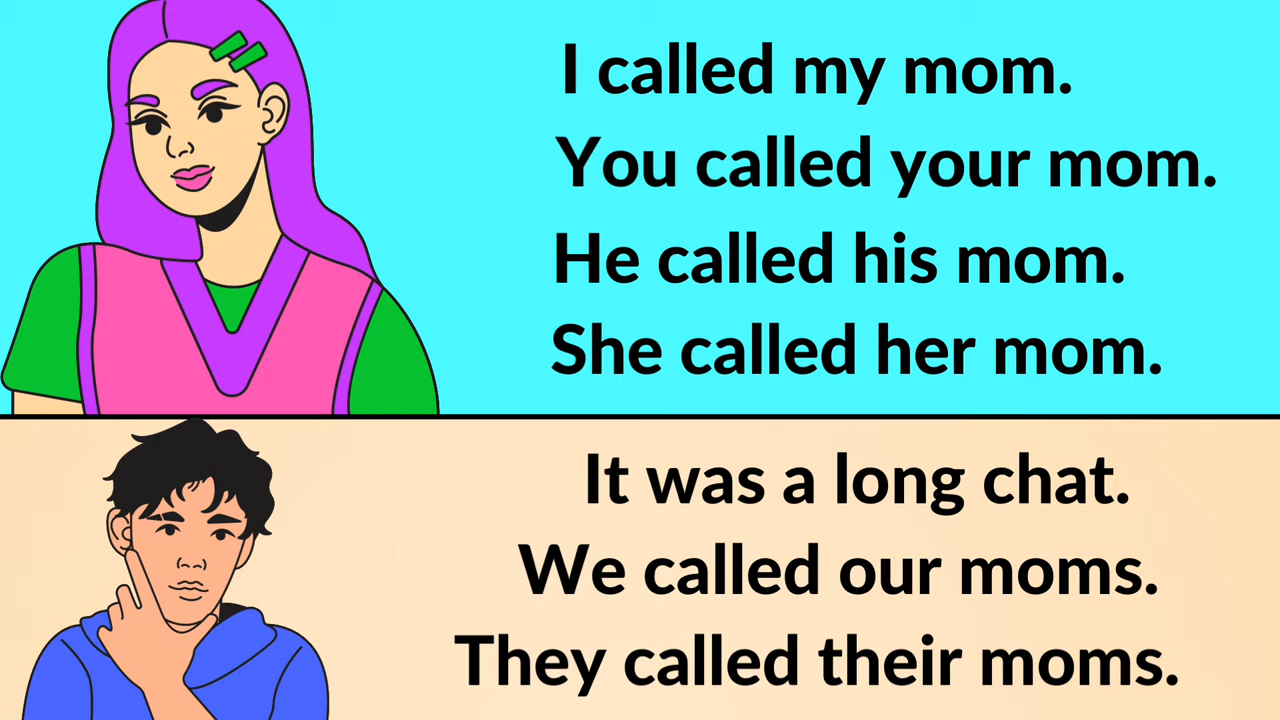 I called my mom.
You called your mom.
He called his mom.
She called her mom.
It was a long chat.
We called our moms.
They called their moms.